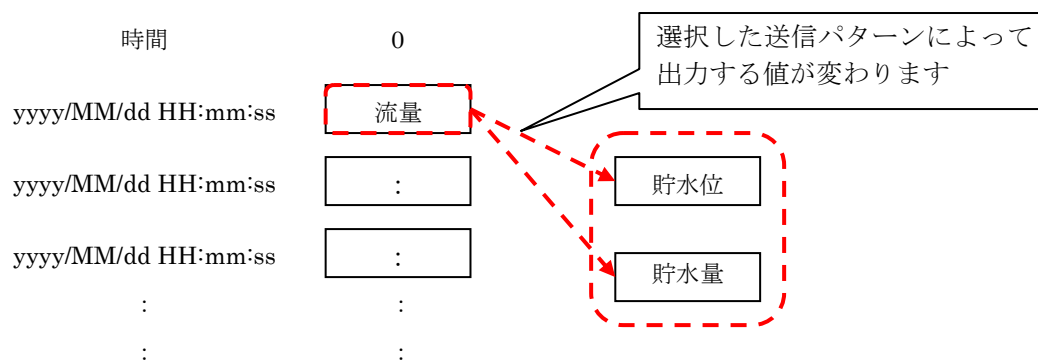 時間 0
選択した送信パターンによって
出力する値が変わります
yyyy/MM/dd HH:mm:ss 流量
yyyy/MM/dd HH:mm:ss : 貯水位
yyyy/MM/dd HH:mm:ss : 貯水量
: :
: :